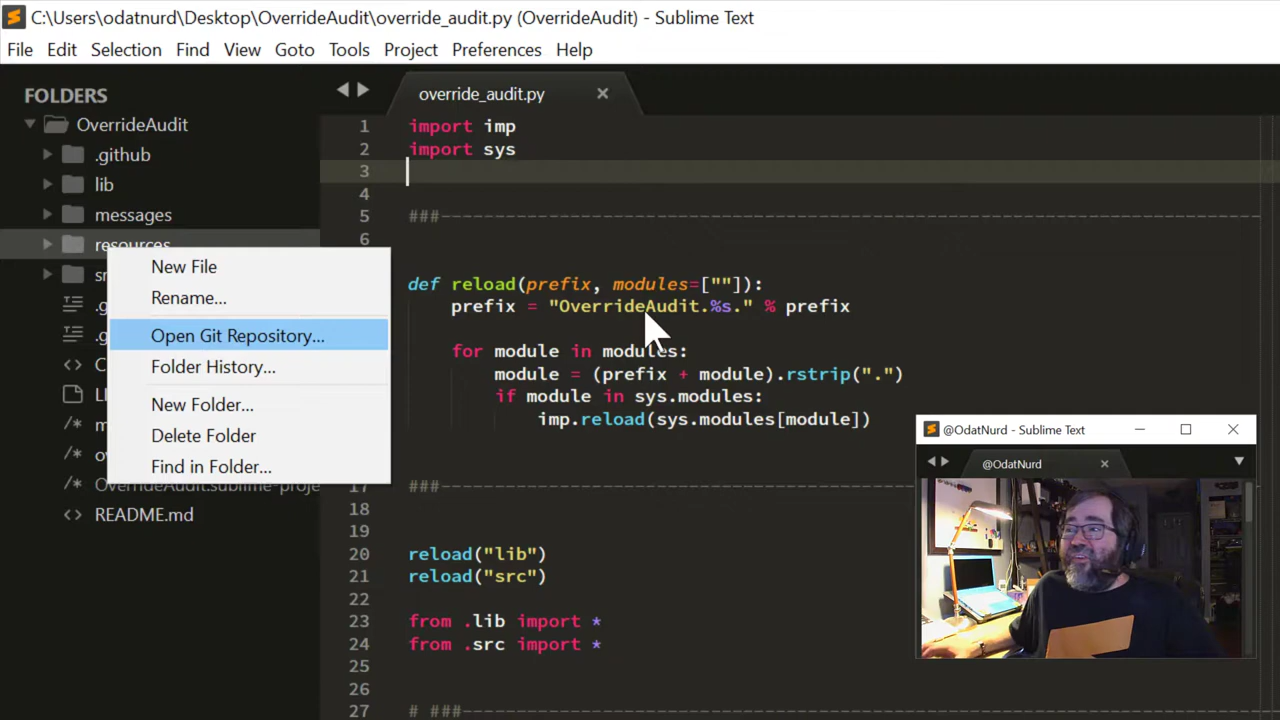 C:\Users\odatnurd\Desktop\OverrideAudit\override_audit.py (OverrideAudit) - Sublime Text
File Edit Selection Find View Goto Tools Project Preferences Help
FOLDERS
OverrideAudit
.github
lib
messages
resources
New File
Rename...
Open Git Repository...
Folder History...
New Folder...
Delete Folder
Find in Folder...
OverrideAudit.sublime-proje
README.md
override_audit.py
1 import imp
2 import sys
3
4
5 ###--------------------------------------------------------------------------
6
def reload(prefix, modules=[""]):
prefix = "OverrideAudit.%s." % prefix
for module in modules:
module = (prefix + module).rstrip(".")
if module in sys.modules:
imp.reload(sys.modules[module])
17 ###--------------------------------------------------------------------------
18
19
20 reload("lib")
21 reload("src")
22
23 from .lib import *
24 from .src import *
25
26
27 # ###------------------------------------------------------------------------
@OdatNurd - Sublime Text
@OdatNurd